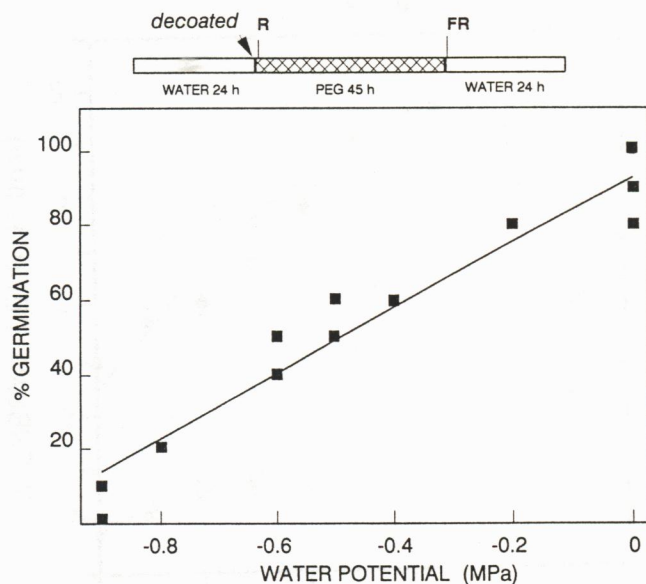 decoated R FR
WATER 24 h PEG 45 h WATER 24 h
100
80
60
40
20
% GERMINATION
-0.8 -0.6 -0.4 -0.2 0
WATER POTENTIAL (MPa)